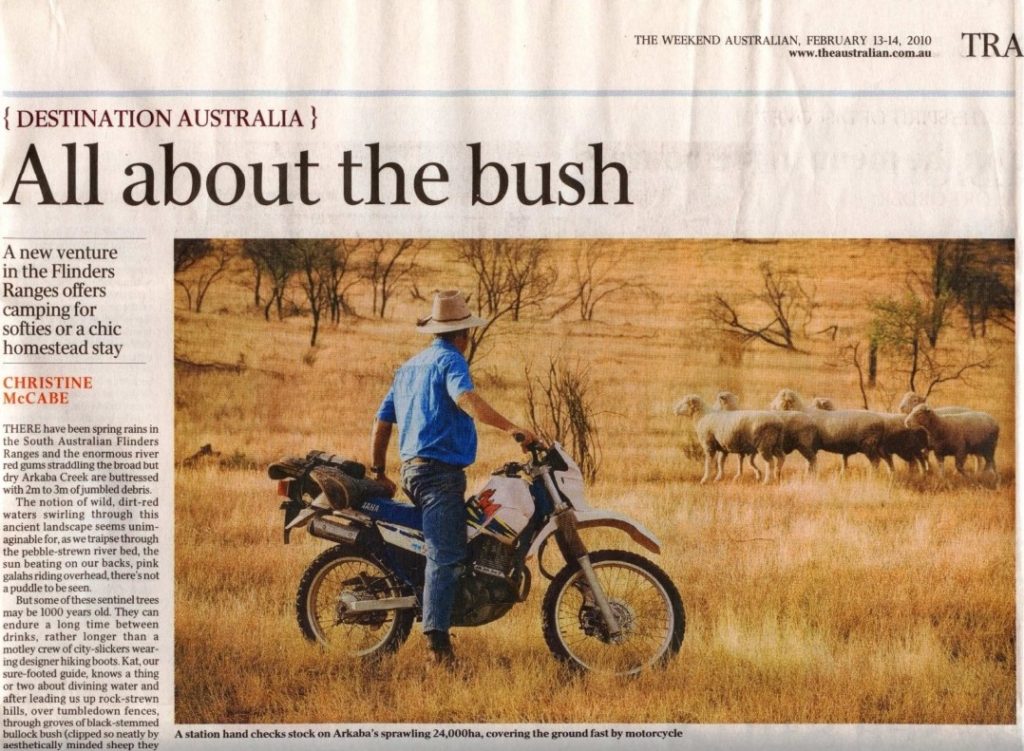 THE WEEKEND AUSTRALIAN, FEBRUARY 13-14, 2010
www.theaustralian.com.au
TRA
{ DESTINATION AUSTRALIA }
All about the bush
A new venture
in the Flinders
Ranges offers
camping for
softies or a chic
homestead stay
CHRISTINE
McCABE
THERE have been spring rains in
the South Australian Flinders
Ranges and the enormous river
red gums straddling the broad but
dry Arkaba Creek are buttressed
with 2m to 3m of jumbled debris.
The notion of wild, dirt-red
waters swirling through this
ancient landscape seems unim-
aginable for, as we traipse through
the pebble-strewn river bed, the
sun beating on our backs, pink
galahs riding overhead, there's not
a puddle to be seen.
But some of these sentinel trees
may be 1000 years old. They can
endure a long time between
drinks, rather longer than a
motley crew of city-slickers wear-
ing designer hiking boots. Kat, our
sure-footed guide, knows a thing
or two about divining water and
after leading us up rock-strewn
hills, over tumbledown fences,
through groves of black-stemmed
bullock bush (clipped so neatly by
aesthetically minded sheep they
A station hand checks stock on Arkaba's sprawling 24,000ha, covering the ground fast by motorcycle